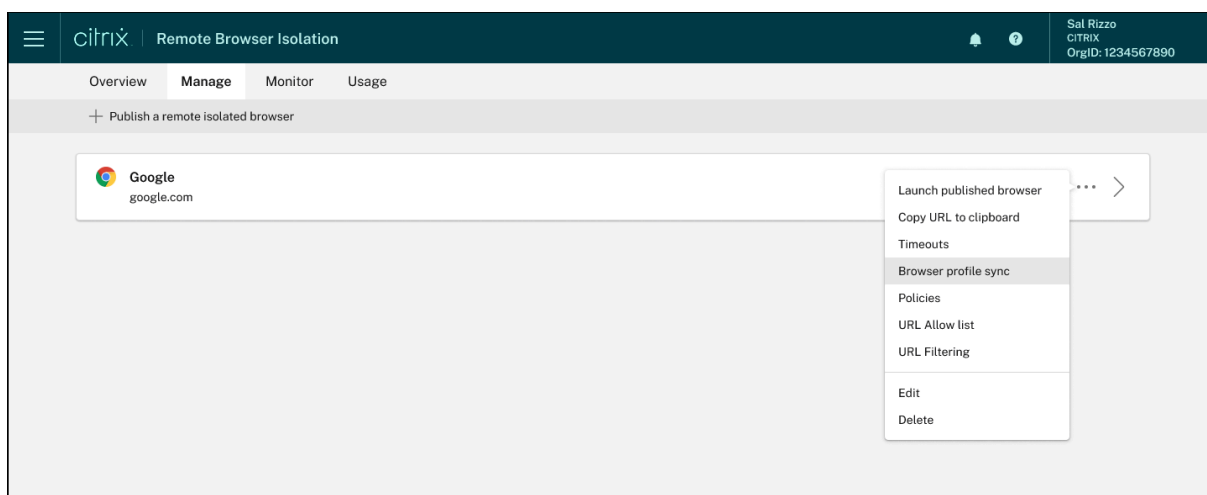 citrix | Remote Browser Isolation
Sal Rizzo
CITRIX
OrgID: 1234567890
Overview Manage Monitor Usage
+ Publish a remote isolated browser
Google
google.com
Launch published browser
Copy URL to clipboard
Timeouts
Browser profile sync
Policies
URL Allow list
URL Filtering
Edit
Delete